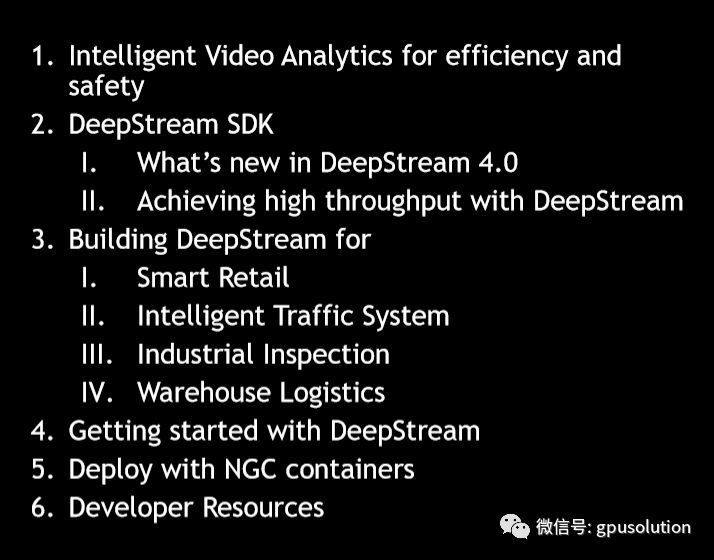 1. Intelligent Video Analytics for efficiency and
safety
2. DeepStream SDK
I. What's new in DeepStream 4.0
II. Achieving high throughput with DeepStream
3. Building DeepStream for
I. Smart Retail
II. Intelligent Traffic System
III. Industrial Inspection
IV. Warehouse Logistics
4. Getting started with DeepStream
5. Deploy with NGC containers
6. Developer Resources
微信号: gpusolution